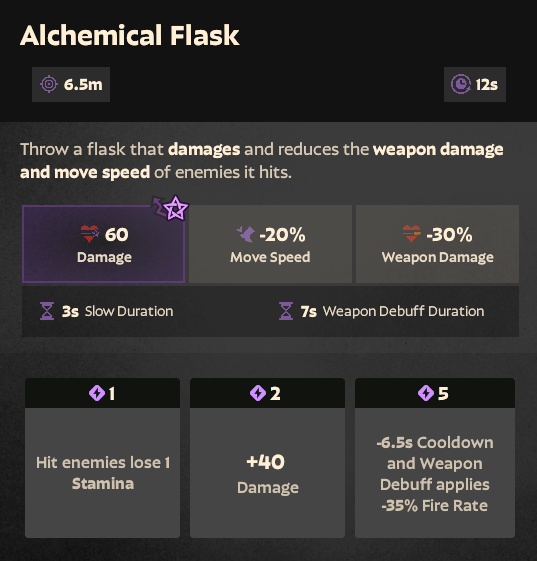 Alchemical Flask
6.5m
12s
Throw a flask that damages and reduces the weapon damage
and move speed of enemies it hits.
60
Damage
-20%
Move Speed
-30%
Weapon Damage
3s Slow Duration
7s Weapon Debuff Duration
1
Hit enemies lose 1
Stamina
2
+40
Damage
5
-6.5s Cooldown
and Weapon
Debuff applies
-35% Fire Rate